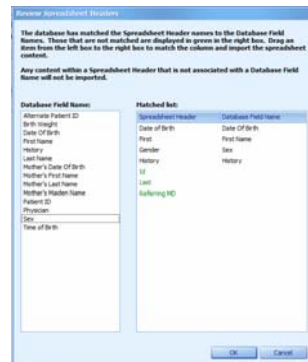 Review Spreadsheet Headers
The database has matched the Spreadsheet Header names to the Database Field
Names. Those that are not matched are displayed in green in the right box. Drag an
item from the left box to the right box to match the column and import the spreadsheet
content.
Any content within a Spreadsheet Header that is not associated with a Database Field
Name will not be imported.
Database Field Name:
Alternate Patient ID
Birth Weight
Date Of Birth
First Name
History
Last Name
Mother's Date Of Birth
Mother's First Name
Mother's Last Name
Mother's Maiden Name
Patient ID
Physician
Sex
Time of Birth
Matched list:
Spreadsheet Header Database Field Name
Date of Birth Date Of Birth
First First Name
Gender Sex
History History
Id
Last
Referring MD
OK Cancel